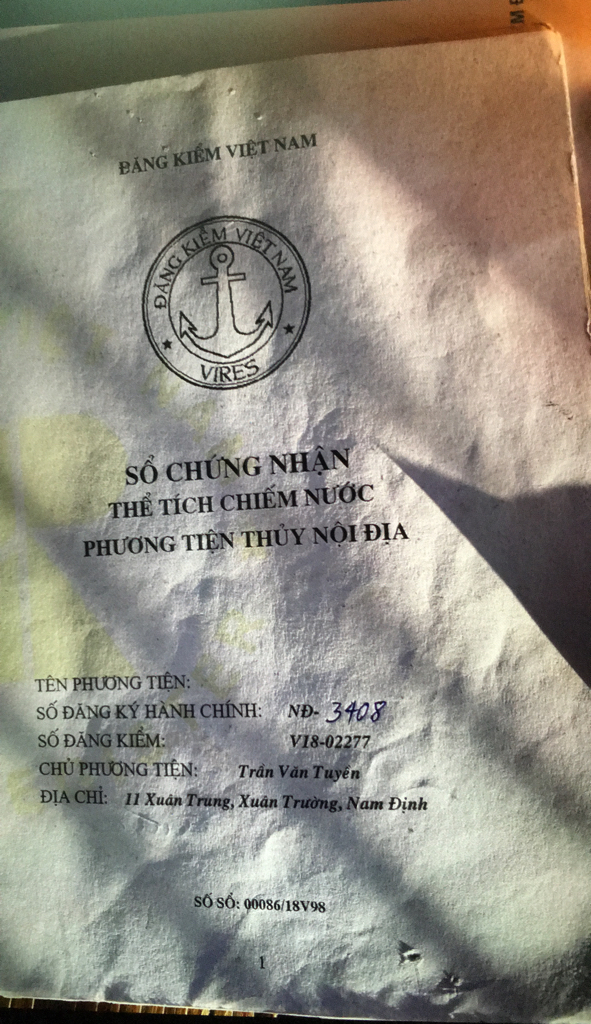 ĐĂNG KIỂM VIỆT NAM
ĐĂNG KIỂM VIỆT NAM
VIRES
SỔ CHỨNG NHẬN
THỂ TÍCH CHIẾM NƯỚC
PHƯƠNG TIỆN THỦY NỘI ĐỊA
TÊN PHƯƠNG TIỆN:
SỐ ĐĂNG KÝ HÀNH CHÍNH: NĐ- 3408
SỐ ĐĂNG KIỂM: V18-02277
CHỦ PHƯƠNG TIỆN: Trần Văn Tuyền
ĐỊA CHỈ: 11 Xuân Trung, Xuân Trường, Nam Định
SỐ SỔ: 00086/18V98
1